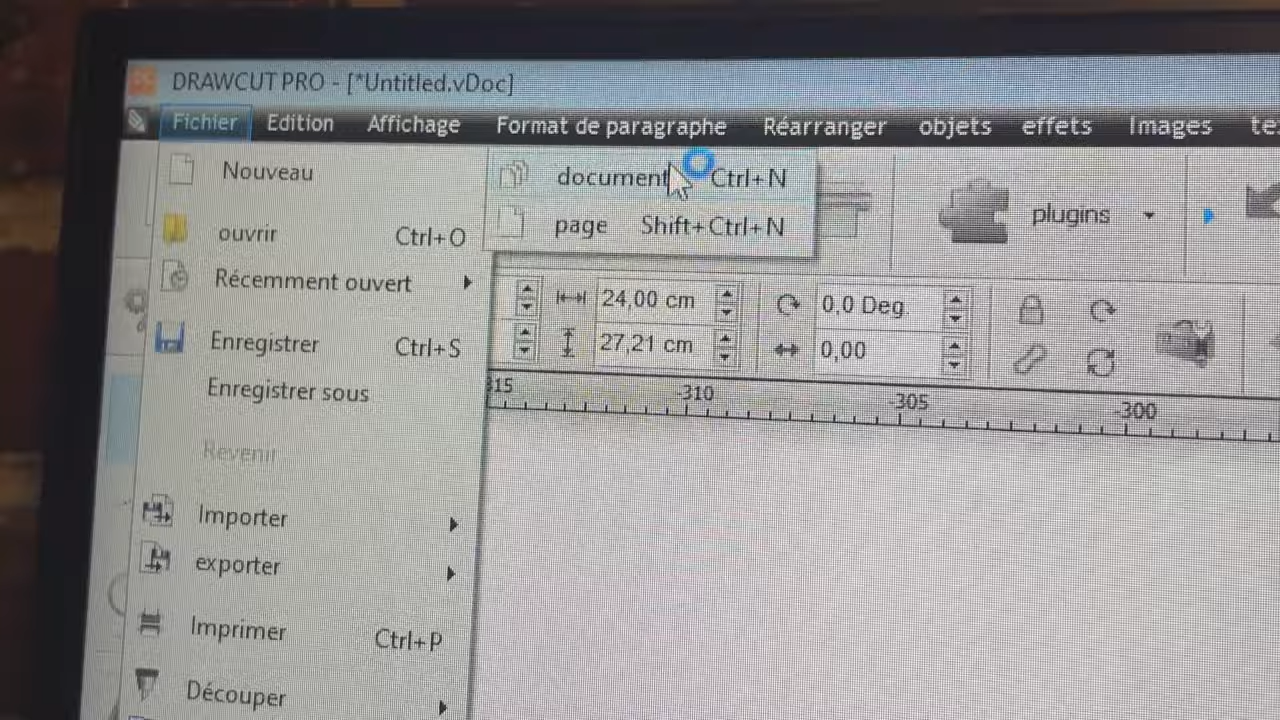 DRAWCUT PRO - [*Untitled.vDoc]
Fichier Edition Affichage Format de paragraphe Réarranger objets effets Images
Nouveau
document Ctrl+N
page Shift+Ctrl+N
plugins
ouvrir Ctrl+O
Récemment ouvert
24,00 cm 0,0 Deg.
Enregistrer Ctrl+S
27,21 cm 0,00
Enregistrer sous
315 -310 -305 -300
Revenir
Importer
exporter
Imprimer Ctrl+P
Découper